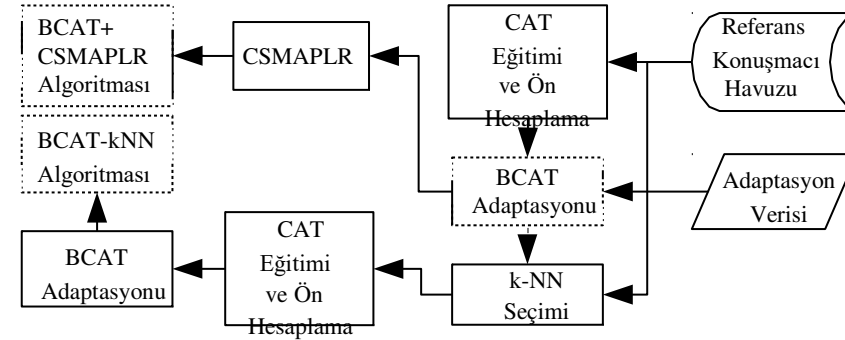 BCAT+
CSMAPLR
Algoritması
CSMAPLR
CAT
Eğitimi
ve Ön
Hesaplama
Referans
Konuşmacı
Havuzu
BCAT-kNN
Algoritması
BCAT
Adaptasyonu
Adaptasyon
Verisi
BCAT
Adaptasyonu
CAT
Eğitimi
ve Ön
Hesaplama
k-NN
Seçimi